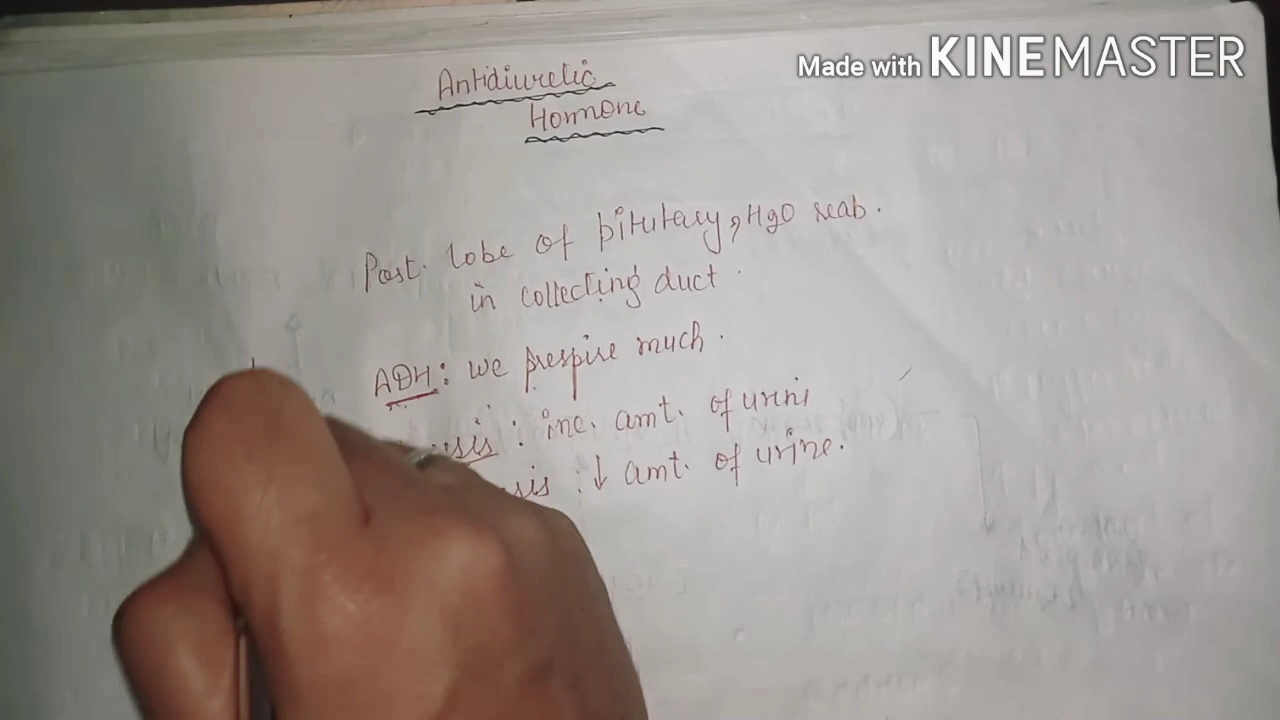 Made with KINEMASTER
Antidiuretic
Hormone
Post. lobe of pitutary, H2O reab.
in collecting duct
ADH: we prespire much.
: inc. amt. of urine
: ↓ amt. of urine.